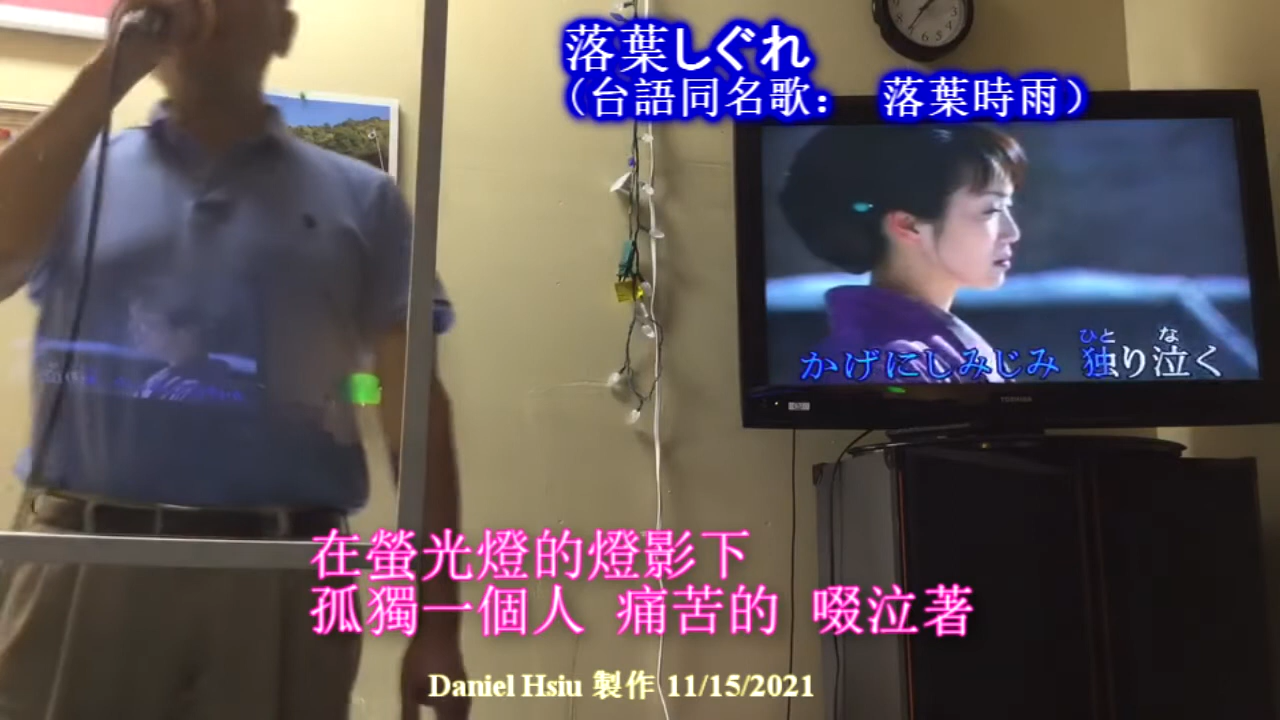 落葉しぐれ
（台語同名歌： 落葉時雨）
ひと な
かげにしみじみ 独り泣く
TOSHIBA
在螢光燈的燈影下
孤獨一個人 痛苦的 啜泣著
Daniel Hsiu 製作 11/15/2021